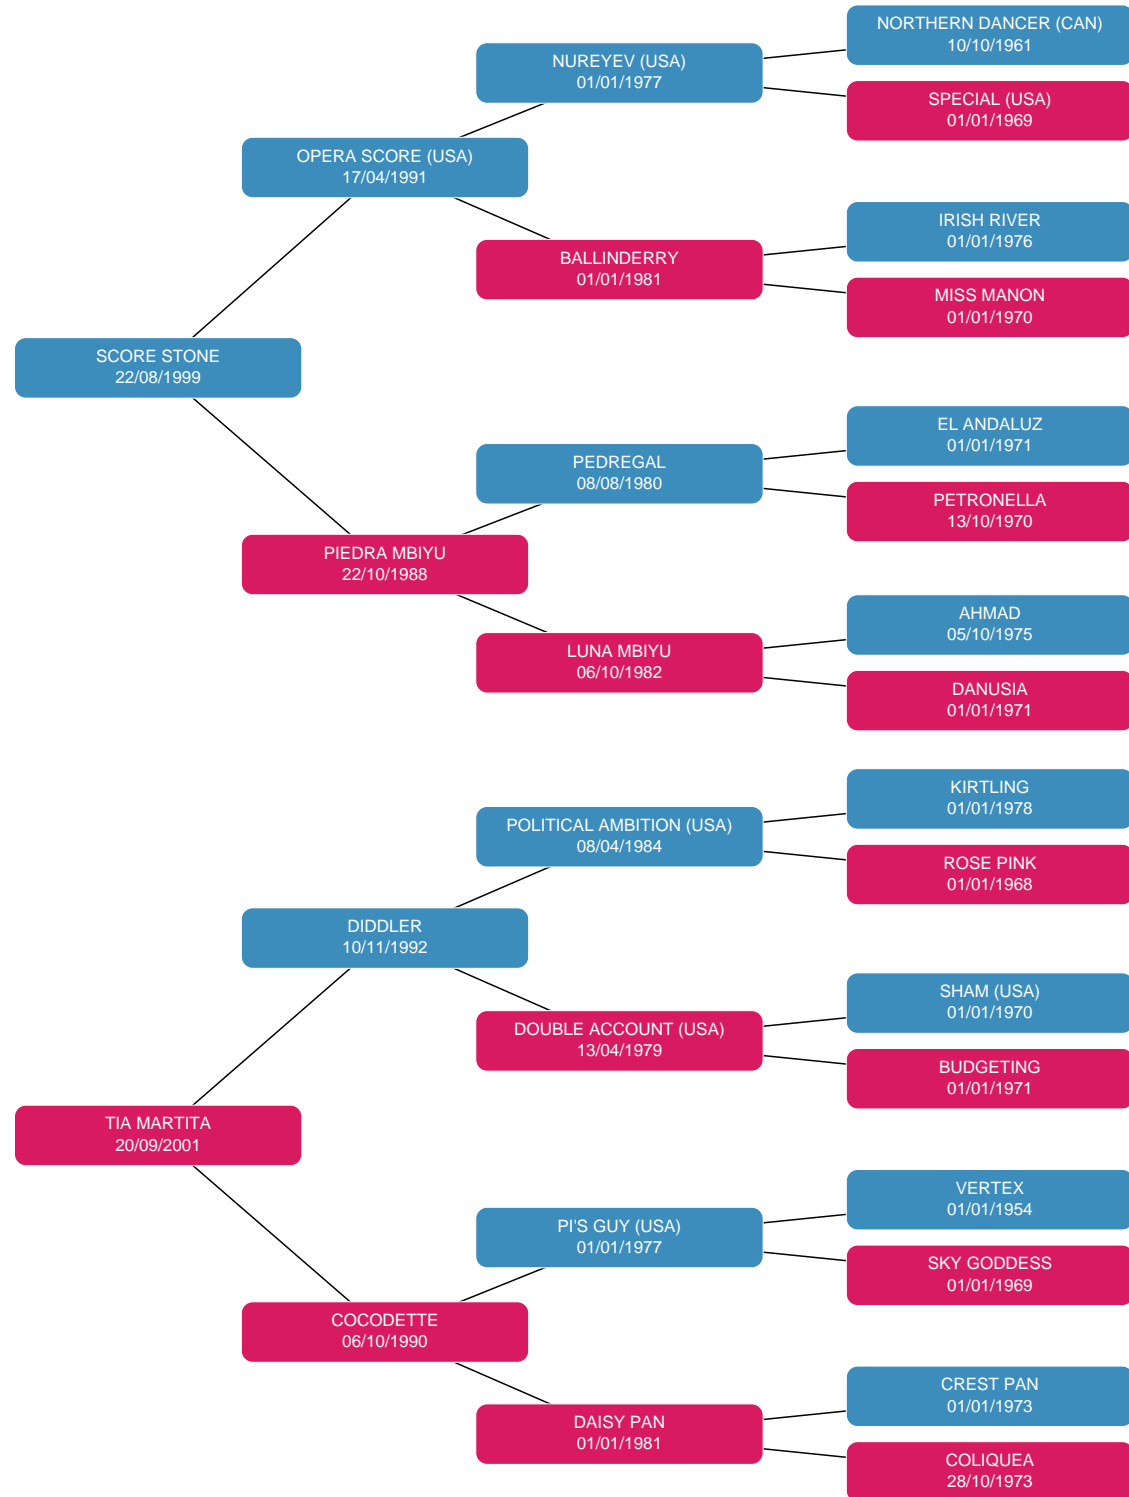 NORTHERN DANCER (CAN)
10/10/1961
NUREYEV (USA)
01/01/1977
SPECIAL (USA)
01/01/1969
OPERA SCORE (USA)
17/04/1991
IRISH RIVER
01/01/1976
BALLINDERRY
01/01/1981
MISS MANON
01/01/1970
SCORE STONE
22/08/1999
EL ANDALUZ
01/01/1971
PEDREGAL
08/08/1980
PETRONELLA
13/10/1970
PIEDRA MBIYU
22/10/1988
AHMAD
05/10/1975
LUNA MBIYU
06/10/1982
DANUSIA
01/01/1971
KIRTLING
01/01/1978
POLITICAL AMBITION (USA)
08/04/1984
ROSE PINK
01/01/1968
DIDDLER
10/11/1992
SHAM (USA)
01/01/1970
DOUBLE ACCOUNT (USA)
13/04/1979
BUDGETING
01/01/1971
TIA MARTITA
20/09/2001
VERTEX
01/01/1954
PI'S GUY (USA)
01/01/1977
SKY GODDESS
01/01/1969
COCODETTE
06/10/1990
CREST PAN
01/01/1973
DAISY PAN
01/01/1981
COLIQUEA
28/10/1973